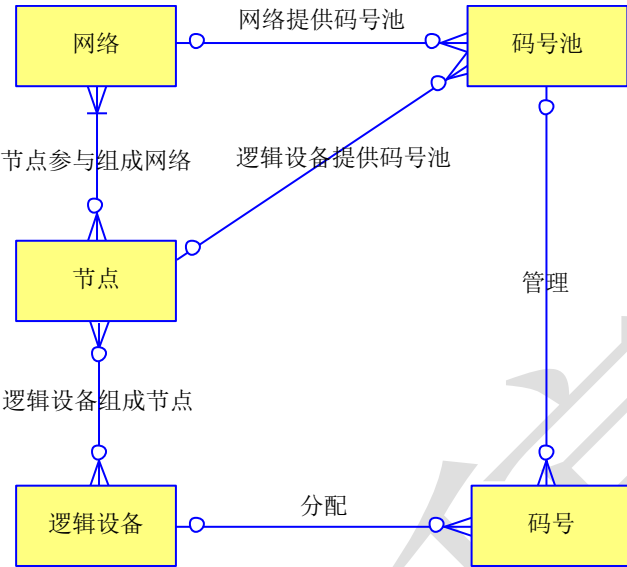 网络提供码号池
网络
码号池
节点参与组成网络
逻辑设备提供码号池
节点
管理
逻辑设备组成节点
分配
逻辑设备
码号